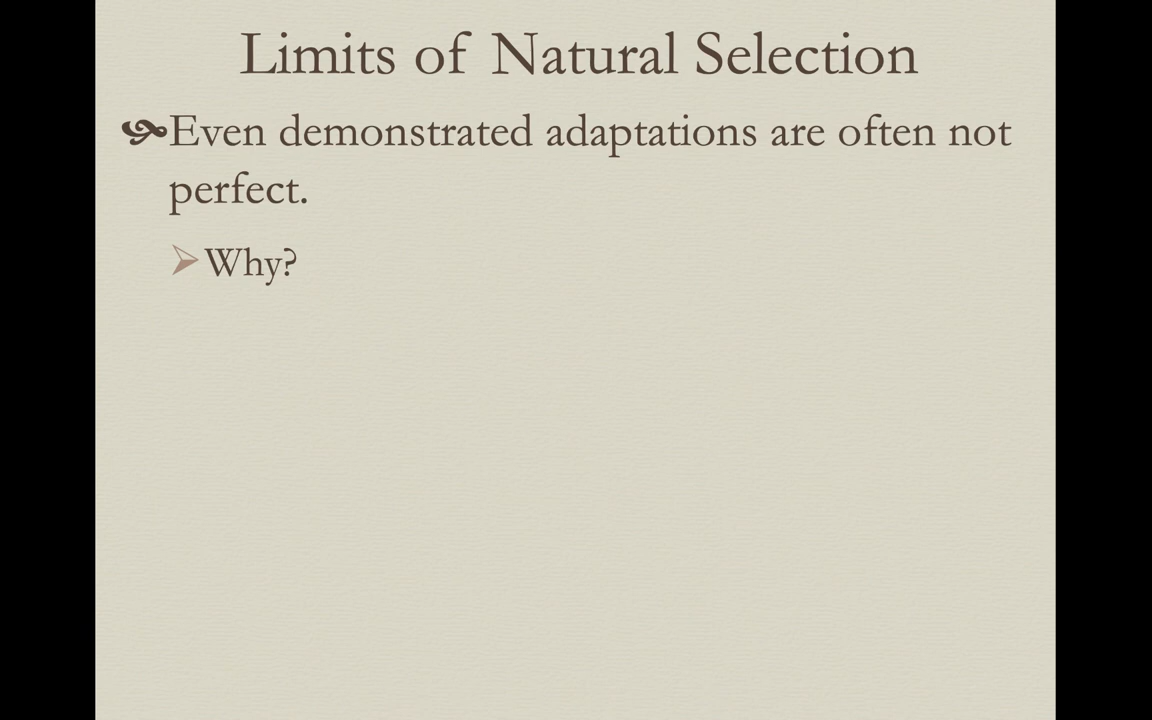 Limits of Natural Selection
Even demonstrated adaptations are often not
perfect.
Why?